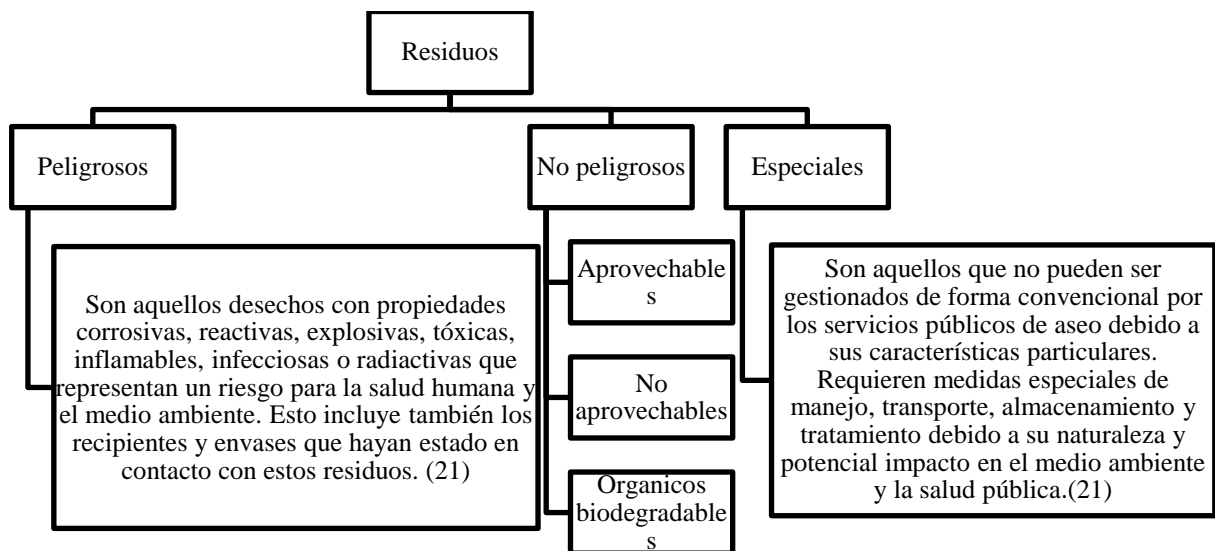 Residuos
Peligrosos
No peligrosos
Especiales
Son aquellos desechos con propiedades
corrosivas, reactivas, explosivas, tóxicas,
inflamables, infecciosas o radiactivas que
representan un riesgo para la salud humana y
el medio ambiente. Esto incluye también los
recipientes y envases que hayan estado en
contacto con estos residuos. (21)
Aprovechable
s
No
aprovechables
Organicos
biodegradable
s
Son aquellos que no pueden ser
gestionados de forma convencional por
los servicios públicos de aseo debido a
sus características particulares.
Requieren medidas especiales de
manejo, transporte, almacenamiento y
tratamiento debido a su naturaleza y
potencial impacto en el medio ambiente
y la salud pública.(21)